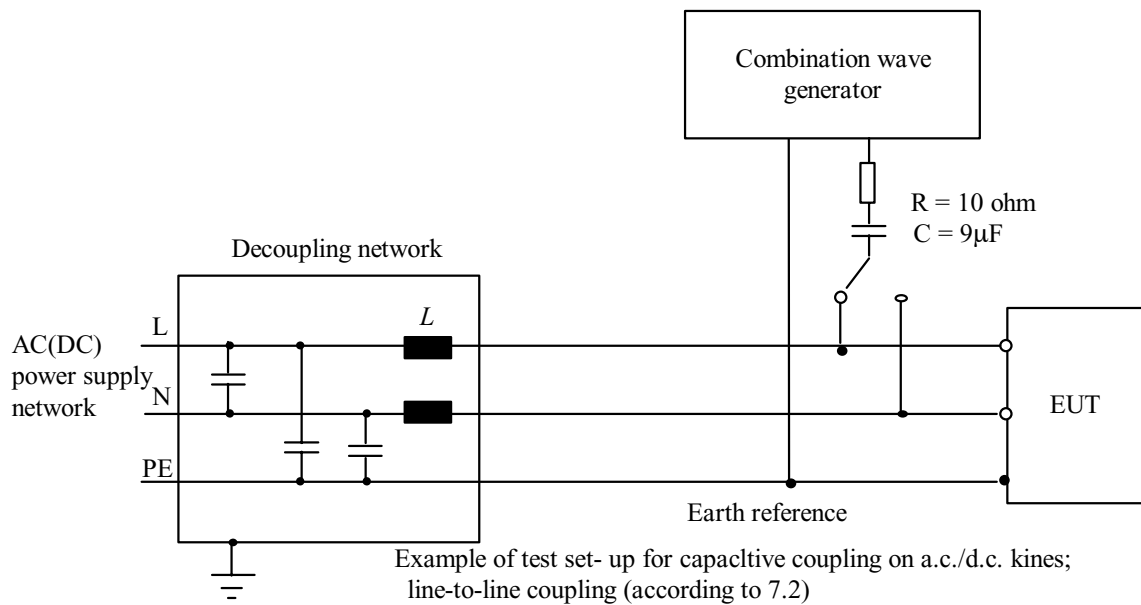 Combination wave
generator
R = 10 ohm
C = 9μF
Decoupling network
L
L
AC(DC)
power supply
network
N
EUT
PE
Earth reference
Example of test set- up for capacltive coupling on a.c./d.c. kines;
line-to-line coupling (according to 7.2)